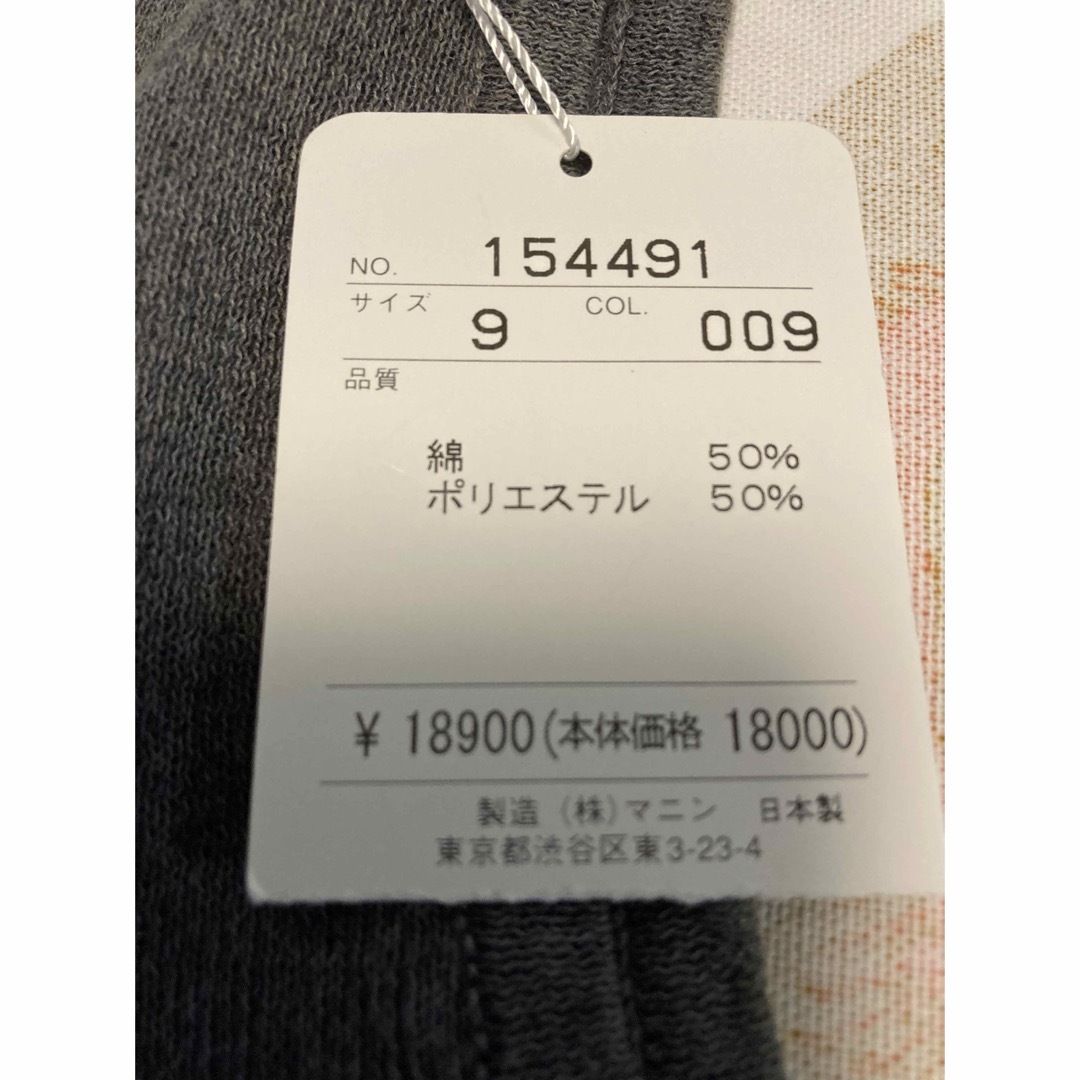 NO. 154491
サイズ 9 COL. 009
品質
綿 50%
ポリエステル 50%
¥ 18900(本体価格 18000)
製造 (株)マニン 日本製
東京都渋谷区東3-23-4